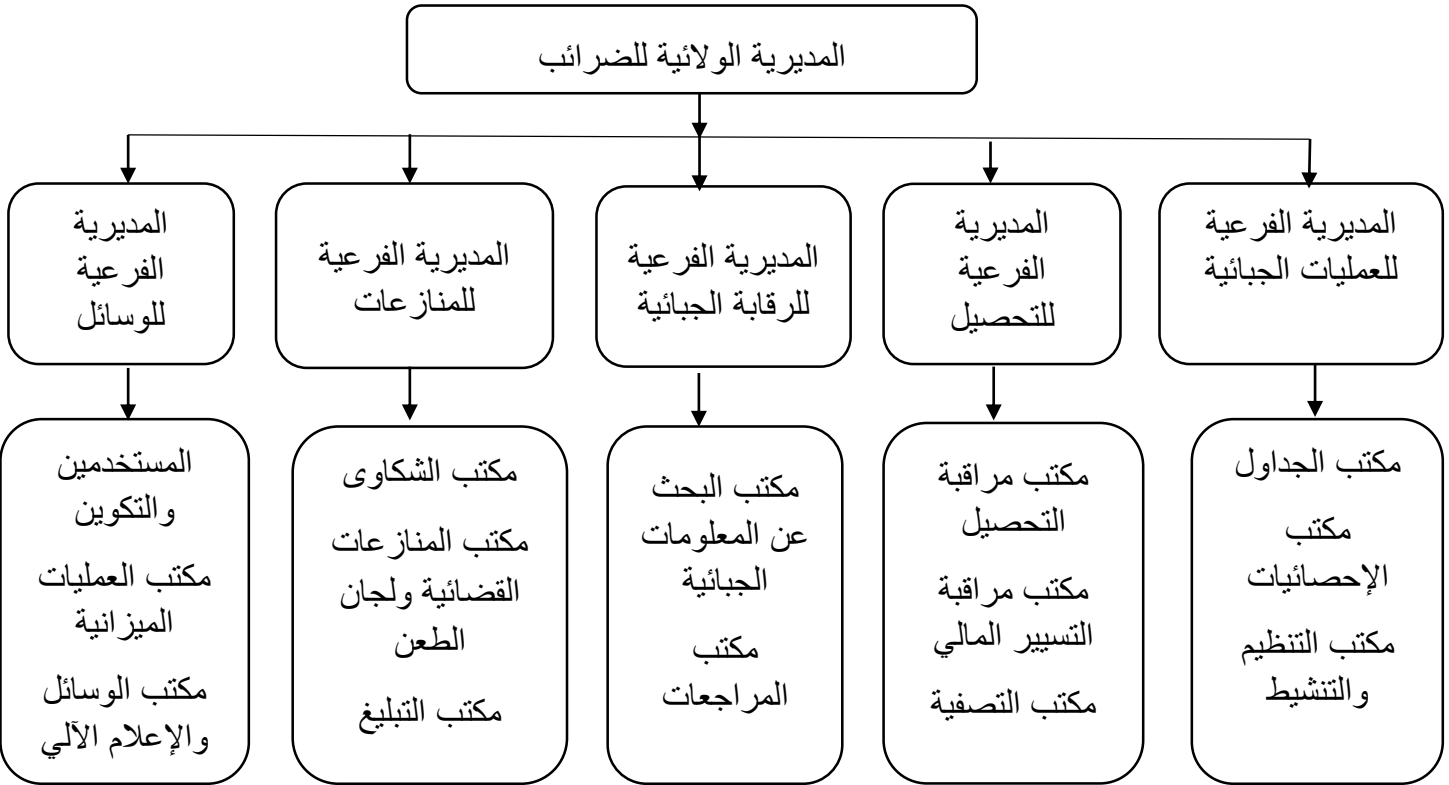 المديرية الولائية للضرائب
المديرية الفرعية
للعمليات الجبائية
المديرية
الفرعية
للتحصيل
المديرية الفرعية
للرقابة الجبائية
المديرية الفرعية
للمنازعات
المديرية
الفرعية
للوسائل
مكتب الجداول
مكتب
الإحصائيات
مكتب التنظيم
والتنشيط
مكتب مراقبة
التحصيل
مكتب مراقبة
التسيير المالي
مكتب التصفية
مكتب البحث
عن المعلومات
الجبائية
مكتب
المراجعات
مكتب الشكاوى
مكتب المنازعات
القضائية ولجان
الطعن
مكتب التبليغ
المستخدمين
والتكوين
مكتب العمليات
الميزانية
مكتب الوسائل
والإعلام الآلي